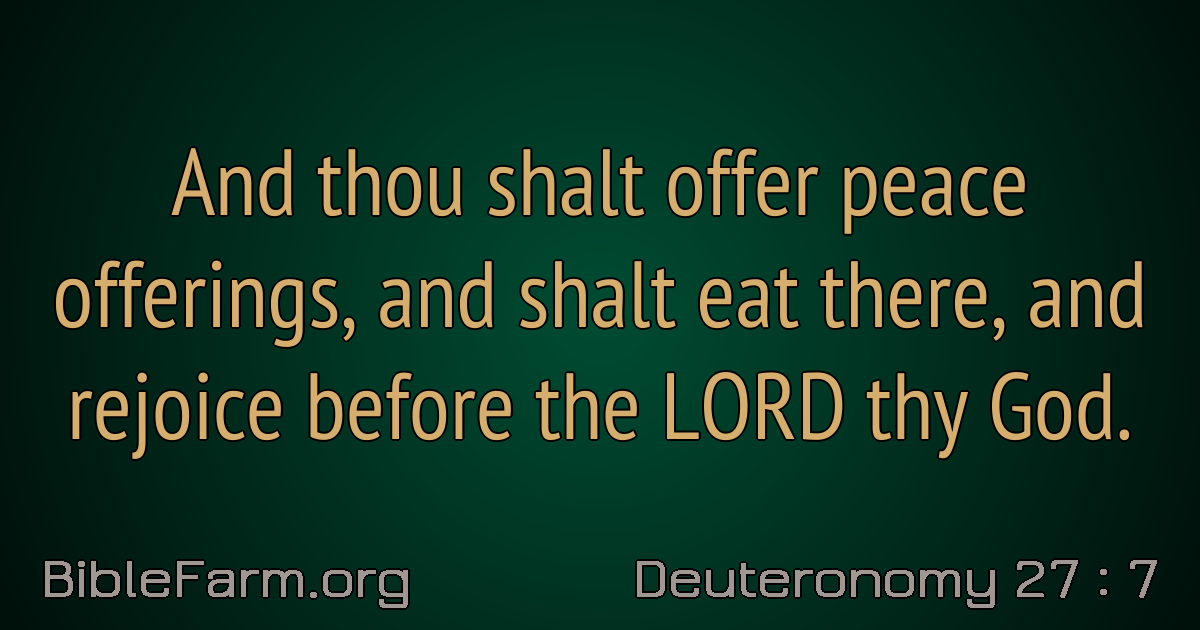 And thou shalt offer peace
offerings, and shalt eat there, and
rejoice before the LORD thy God.
BibleFarm.org
Deuteronomy 27 : 7